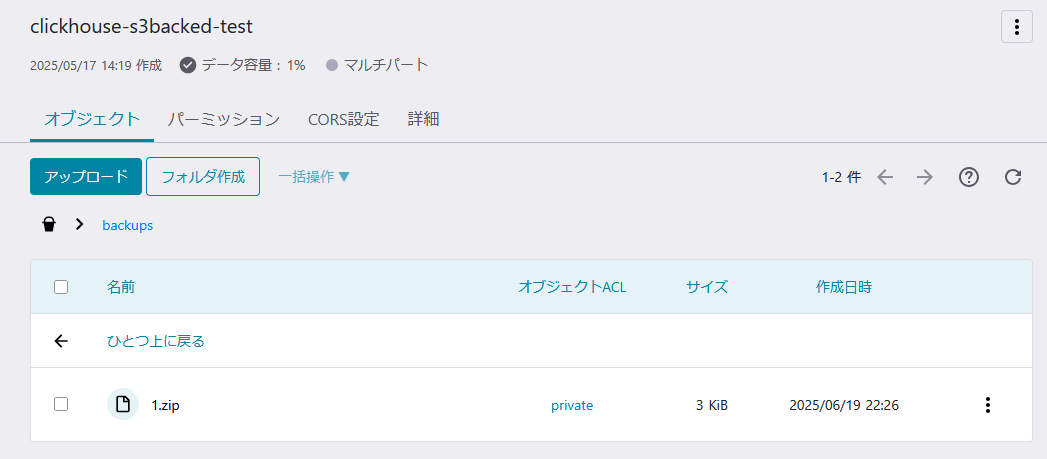 clickhouse-s3backed-test
2025/05/17 14:19 作成 データ容量：1% マルチパート
オブジェクト パーミッション CORS設定 詳細
アップロード フォルダ作成 一括操作 ▼ 1-2 件
backups
名前 オブジェクトACL サイズ 作成日時
ひとつ上に戻る
1.zip private 3 KiB 2025/06/19 22:26